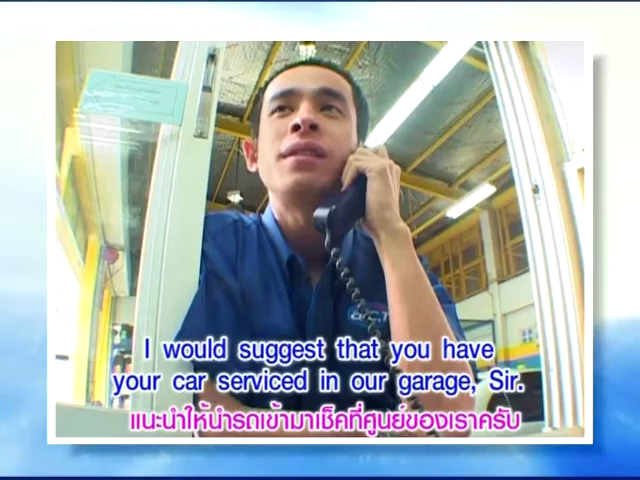 I would suggest that you have
your car serviced in our garage, Sir.
แนะนำให้นำรถเข้ามาเช็คที่ศูนย์ของเราครับ